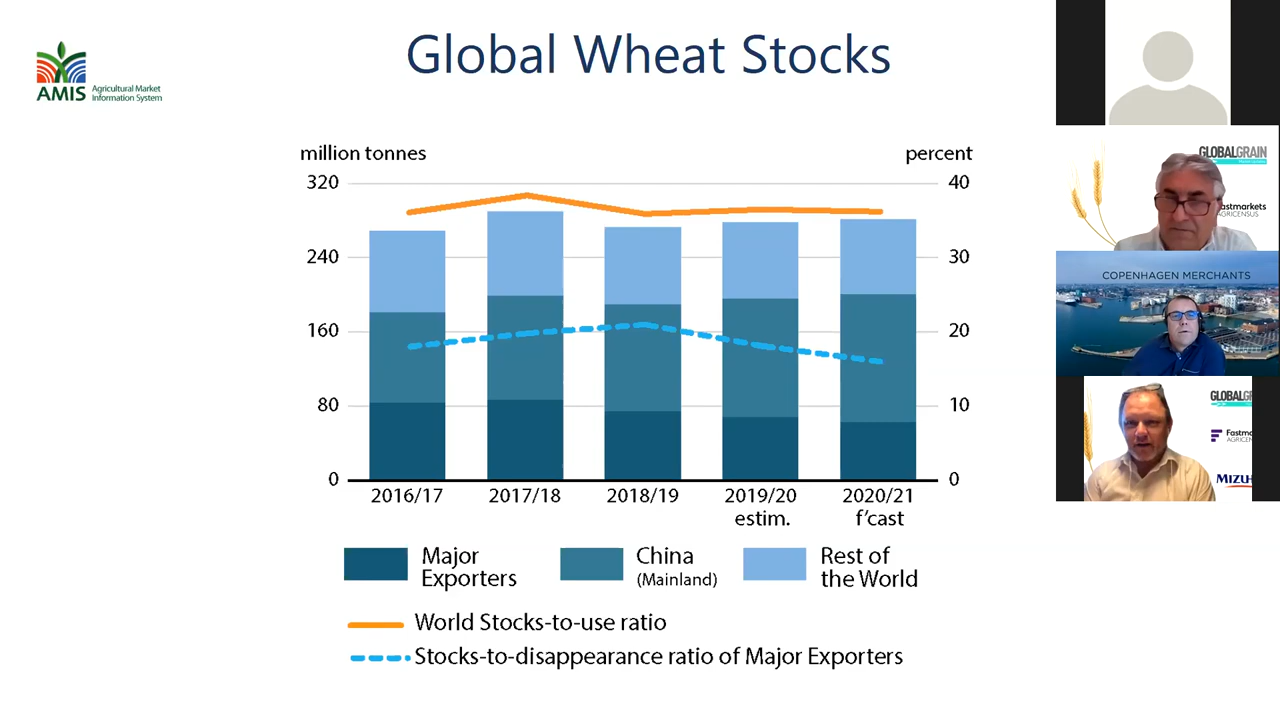 Global Wheat Stocks
AMIS
Agricultural Market
Information System
million tonnes
percent
320
240
160
80
0
40
30
20
10
0
2016/17
2017/18
2018/19
2019/20
estim.
2020/21
f'cast
Major
Exporters
China
(Mainland)
Rest of
the World
World Stocks-to-use ratio
Stocks-to-disappearance ratio of Major Exporters
GLOBALGRAIN
astmarkets
AGRICENSUS
COPENHAGEN MERCHANTS
GLOBALG
Fastma
AGRICEN
MIZU